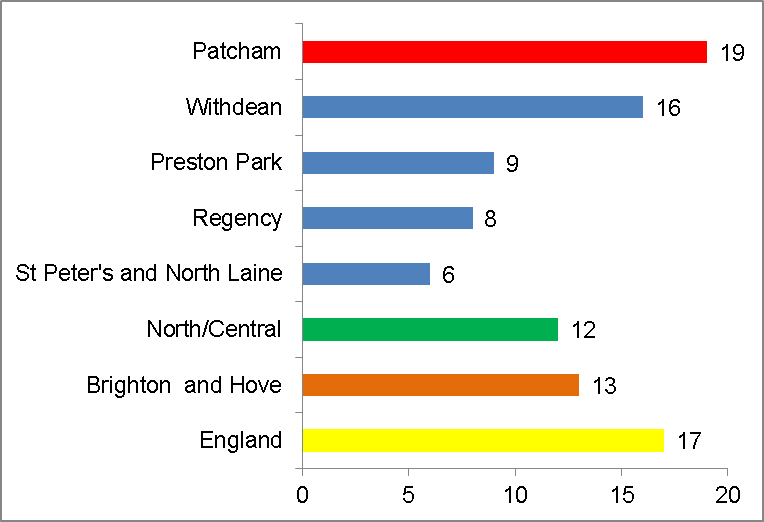 Patcham 19
Withdean 16
Preston Park 9
Regency 8
St Peter's and North Laine 6
North/Central 12
Brighton  and Hove 13
England 17
0 5 10 15 20